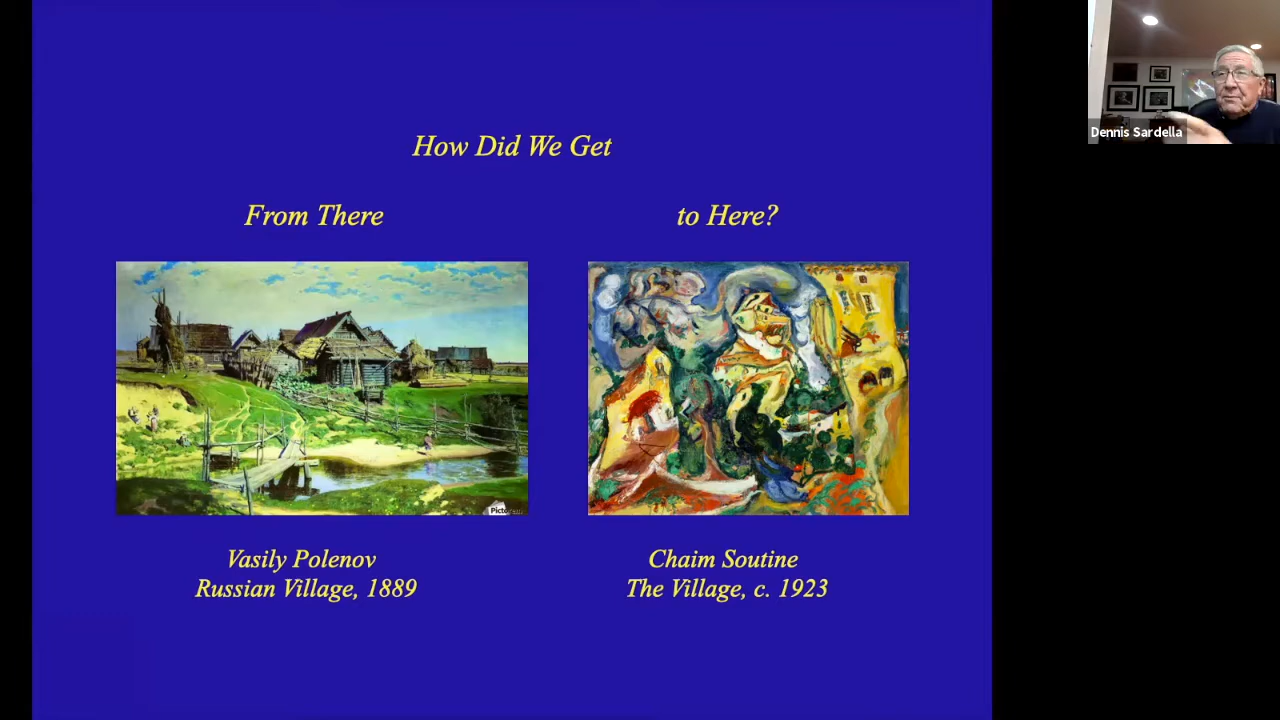 How Did We Get
From There
to Here?
Vasily Polenov
Russian Village, 1889
Chaim Soutine
The Village, c. 1923
Dennis Sardella